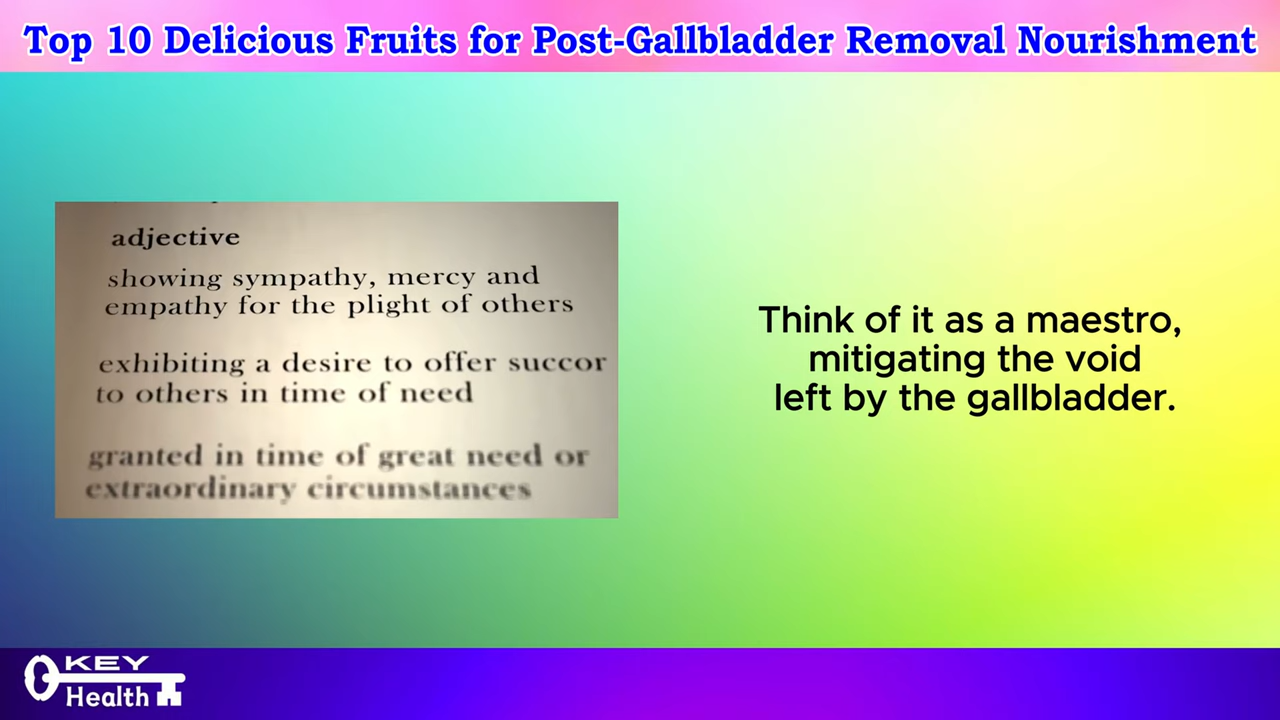 Top 10 Delicious Fruits for Post-Gallbladder Removal Nourishment
adjective
showing sympathy, mercy and
empathy for the plight of others
exhibiting a desire to offer succor
to others in time of need
granted in time of great need or
extraordinary circumstances
Think of it as a maestro,
mitigating the void
left by the gallbladder.
KEY
Health